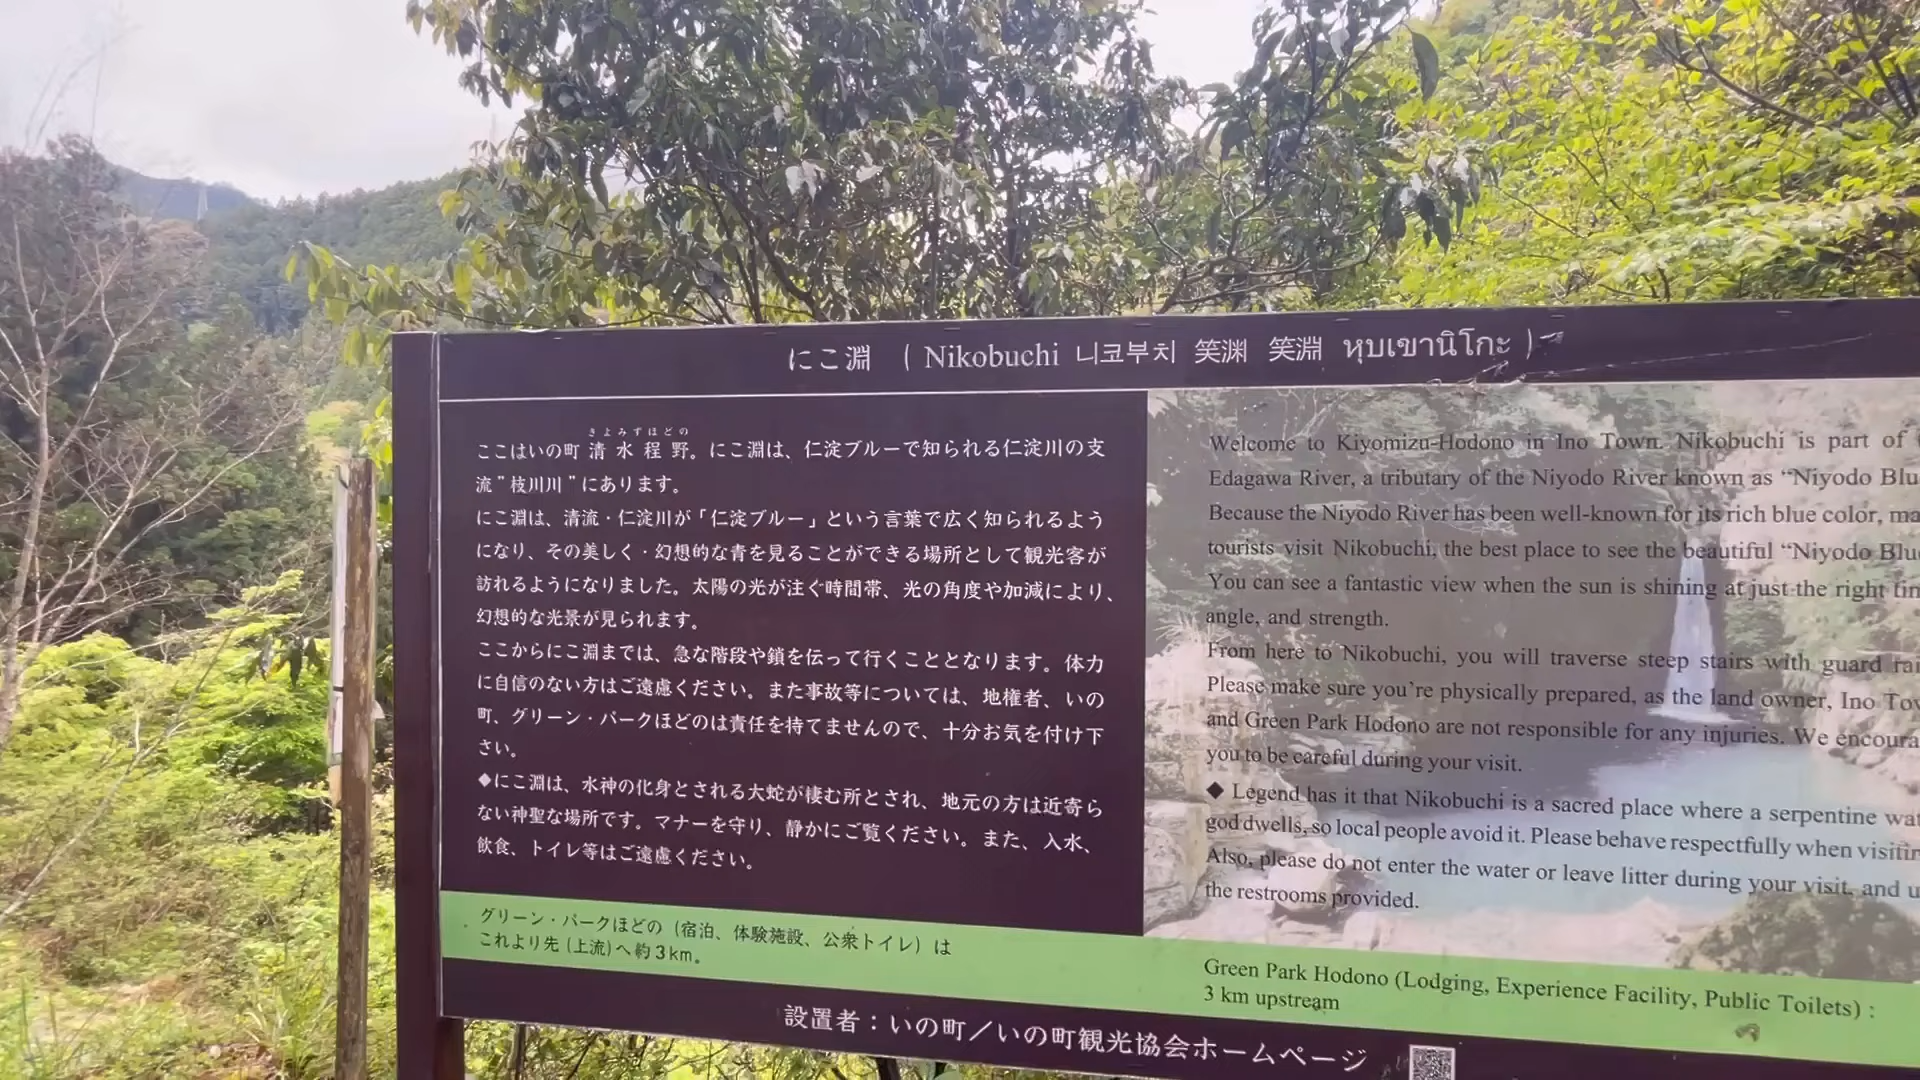 にこ淵 ( Nikobuchi 니코부치 笑渊 笑淵 หุบเขานิโกะ )
きよみずほどの
ここはいの町 清水程野。にこ淵は、仁淀ブルーで知られる仁淀川の支
流"枝川川"にあります。
にこ淵は、清流・仁淀川が「仁淀ブルー」という言葉で広く知られるよう
になり、その美しく・幻想的な青を見ることができる場所として観光客が
訪れるようになりました。太陽の光が注ぐ時間帯、光の角度や加減により、
幻想的な光景が見られます。
ここからにこ淵までは、急な階段や鎖を伝って行くこととなります。体力
に自信のない方はご遠慮ください。また事故等については、地権者、いの
町、グリーン・パークほどのは責任を持てませんので、十分お気を付け下
さい。
◆にこ淵は、水神の化身とされる大蛇が棲む所とされ、地元の方は近寄ら
ない神聖な場所です。マナーを守り、静かにご覧ください。また、入水、
飲食、トイレ等はご遠慮ください。
Welcome to Kiyomizu-Hodono in Ino Town. Nikobuchi is part of
Edagawa River, a tributary of the Niyodo River known as “Niyodo Blu
Because the Niyodo River has been well-known for its rich blue color, ma
tourists visit Nikobuchi, the best place to see the beautiful “Niyodo Blu
You can see a fantastic view when the sun is shining at just the right tim
angle, and strength.
From here to Nikobuchi, you will traverse steep stairs with guard rai
Please make sure you’re physically prepared, as the land owner, Ino Tow
and Green Park Hodono are not responsible for any injuries. We encoura
you to be careful during your visit.
◆ Legend has it that Nikobuchi is a sacred place where a serpentine wat
god dwells, so local people avoid it. Please behave respectfully when visitin
Also, please do not enter the water or leave litter during your visit, and u
the restrooms provided.
グリーン・パークほどの（宿泊、体験施設、公衆トイレ）は
これより先（上流）へ約３km。
Green Park Hodono (Lodging, Experience Facility, Public Toilets) :
3 km upstream
設置者：いの町／いの町観光協会ホームページ